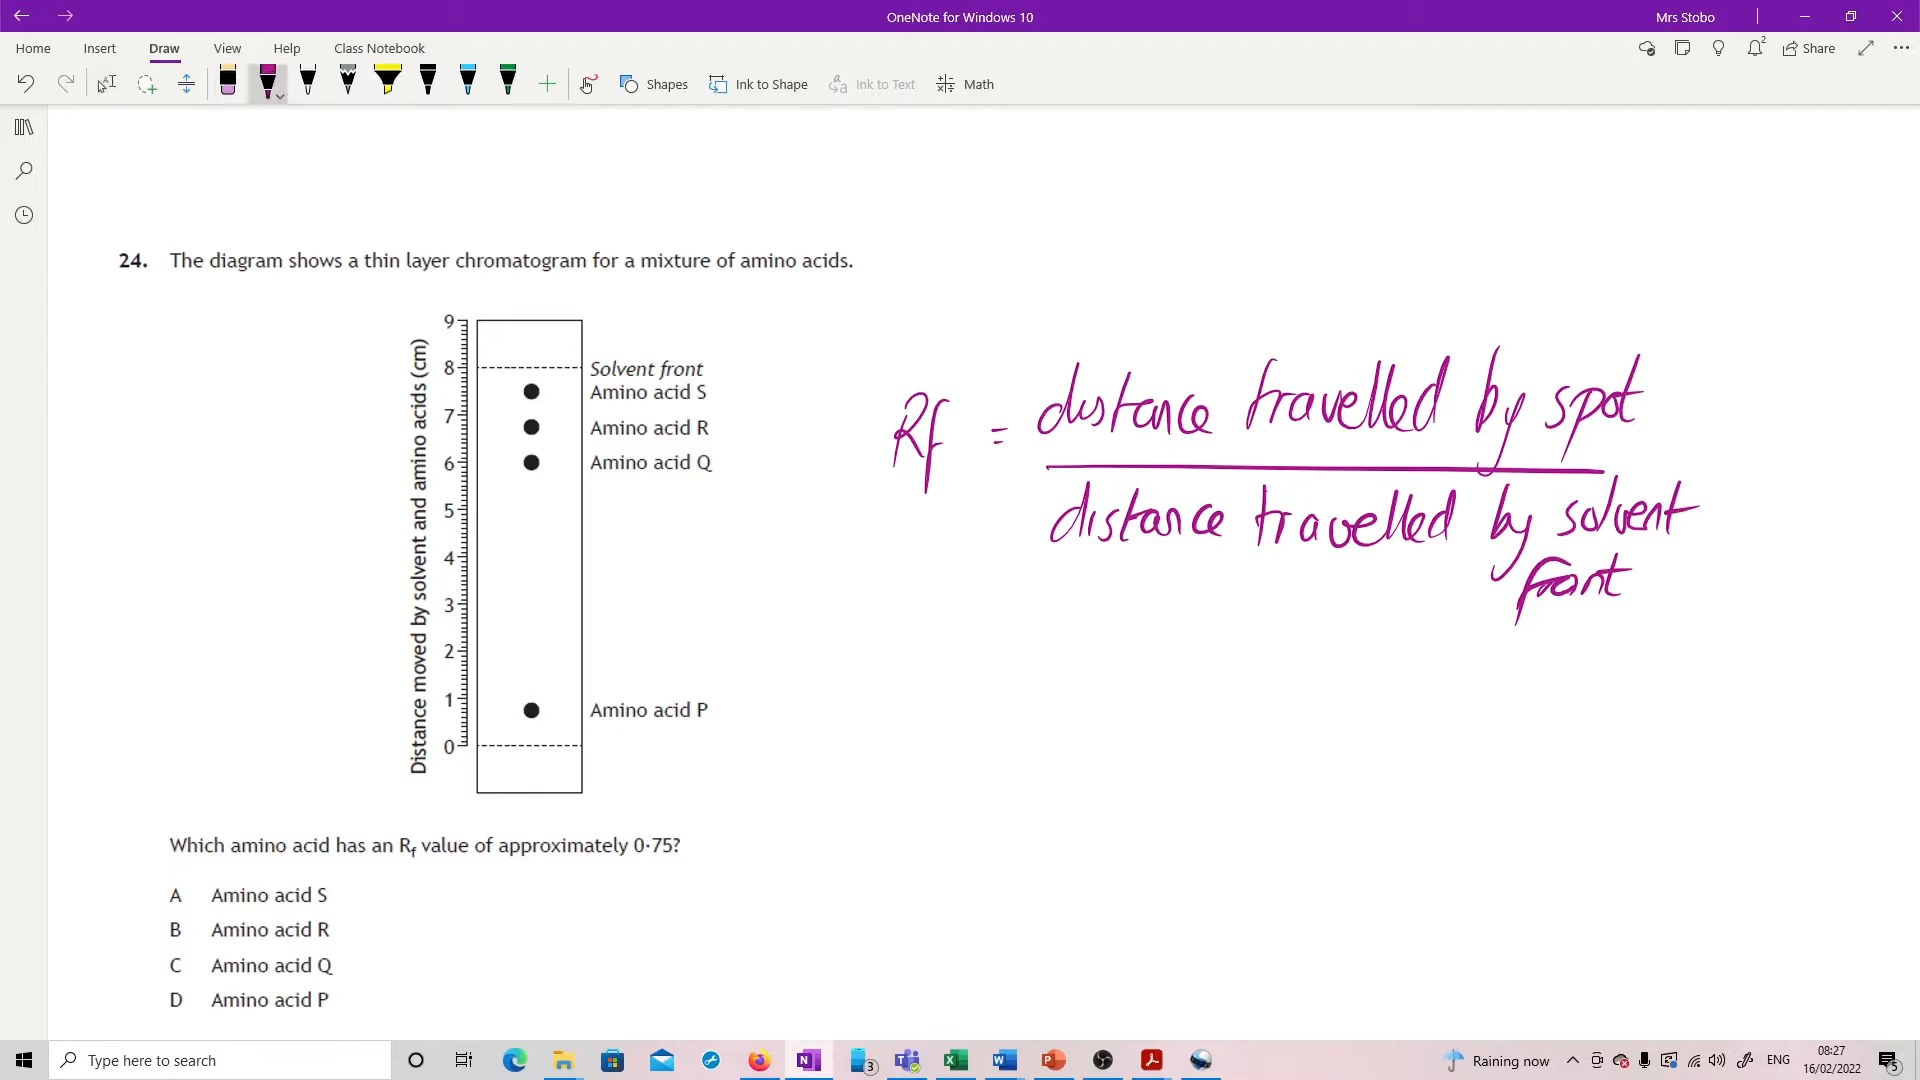 OneNote for Windows 10
Mrs Stobo
Home Insert Draw View Help Class Notebook
2
Share
Shapes Ink to Shape Ink to Text Math
24. The diagram shows a thin layer chromatogram for a mixture of amino acids.
Distance moved by solvent and amino acids (cm)
9
8
7
6
5
4
3
2
1
0
Solvent front
Amino acid S
Amino acid R
Amino acid Q
Amino acid P
Rf = distance travelled by spot
distance travelled by solvent
front
Which amino acid has an Rf value of approximately 0·75?
A Amino acid S
B Amino acid R
C Amino acid Q
D Amino acid P
Type here to search
3
Raining now
ENG
08:27
16/02/2022
5